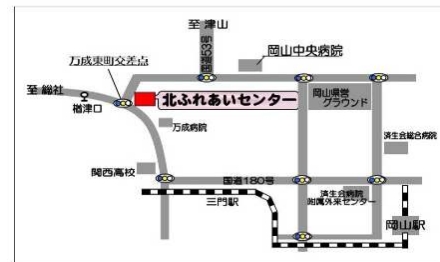 至 津山
国道53号
岡山中央病院
万成東町交差点
至 総社
楢津口
北ふれあいセンター
岡山県営
グラウンド
万成病院
済生会総合病院
関西高校
国道180号
済生会病院
附属外来センター
三門駅
岡山駅